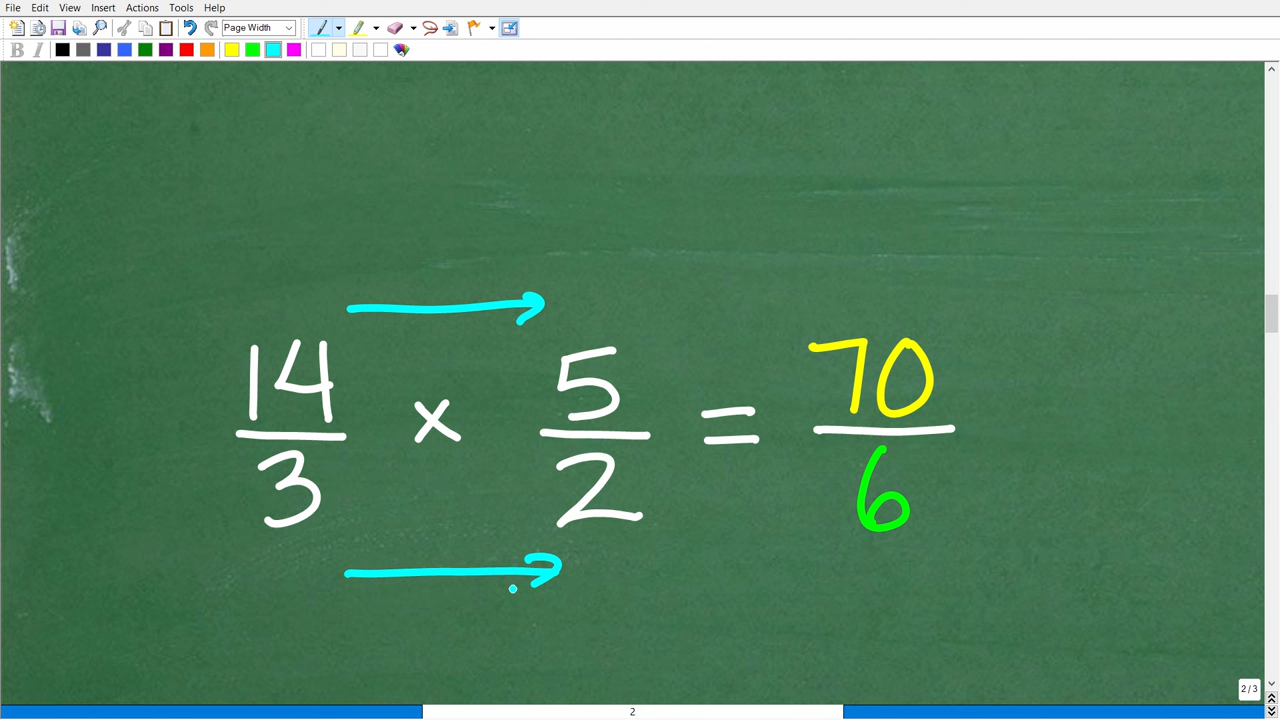 File Edit View Insert Actions Tools Help
Page Width
B I
14/3 × 5/2 = 70/6
2/3
2